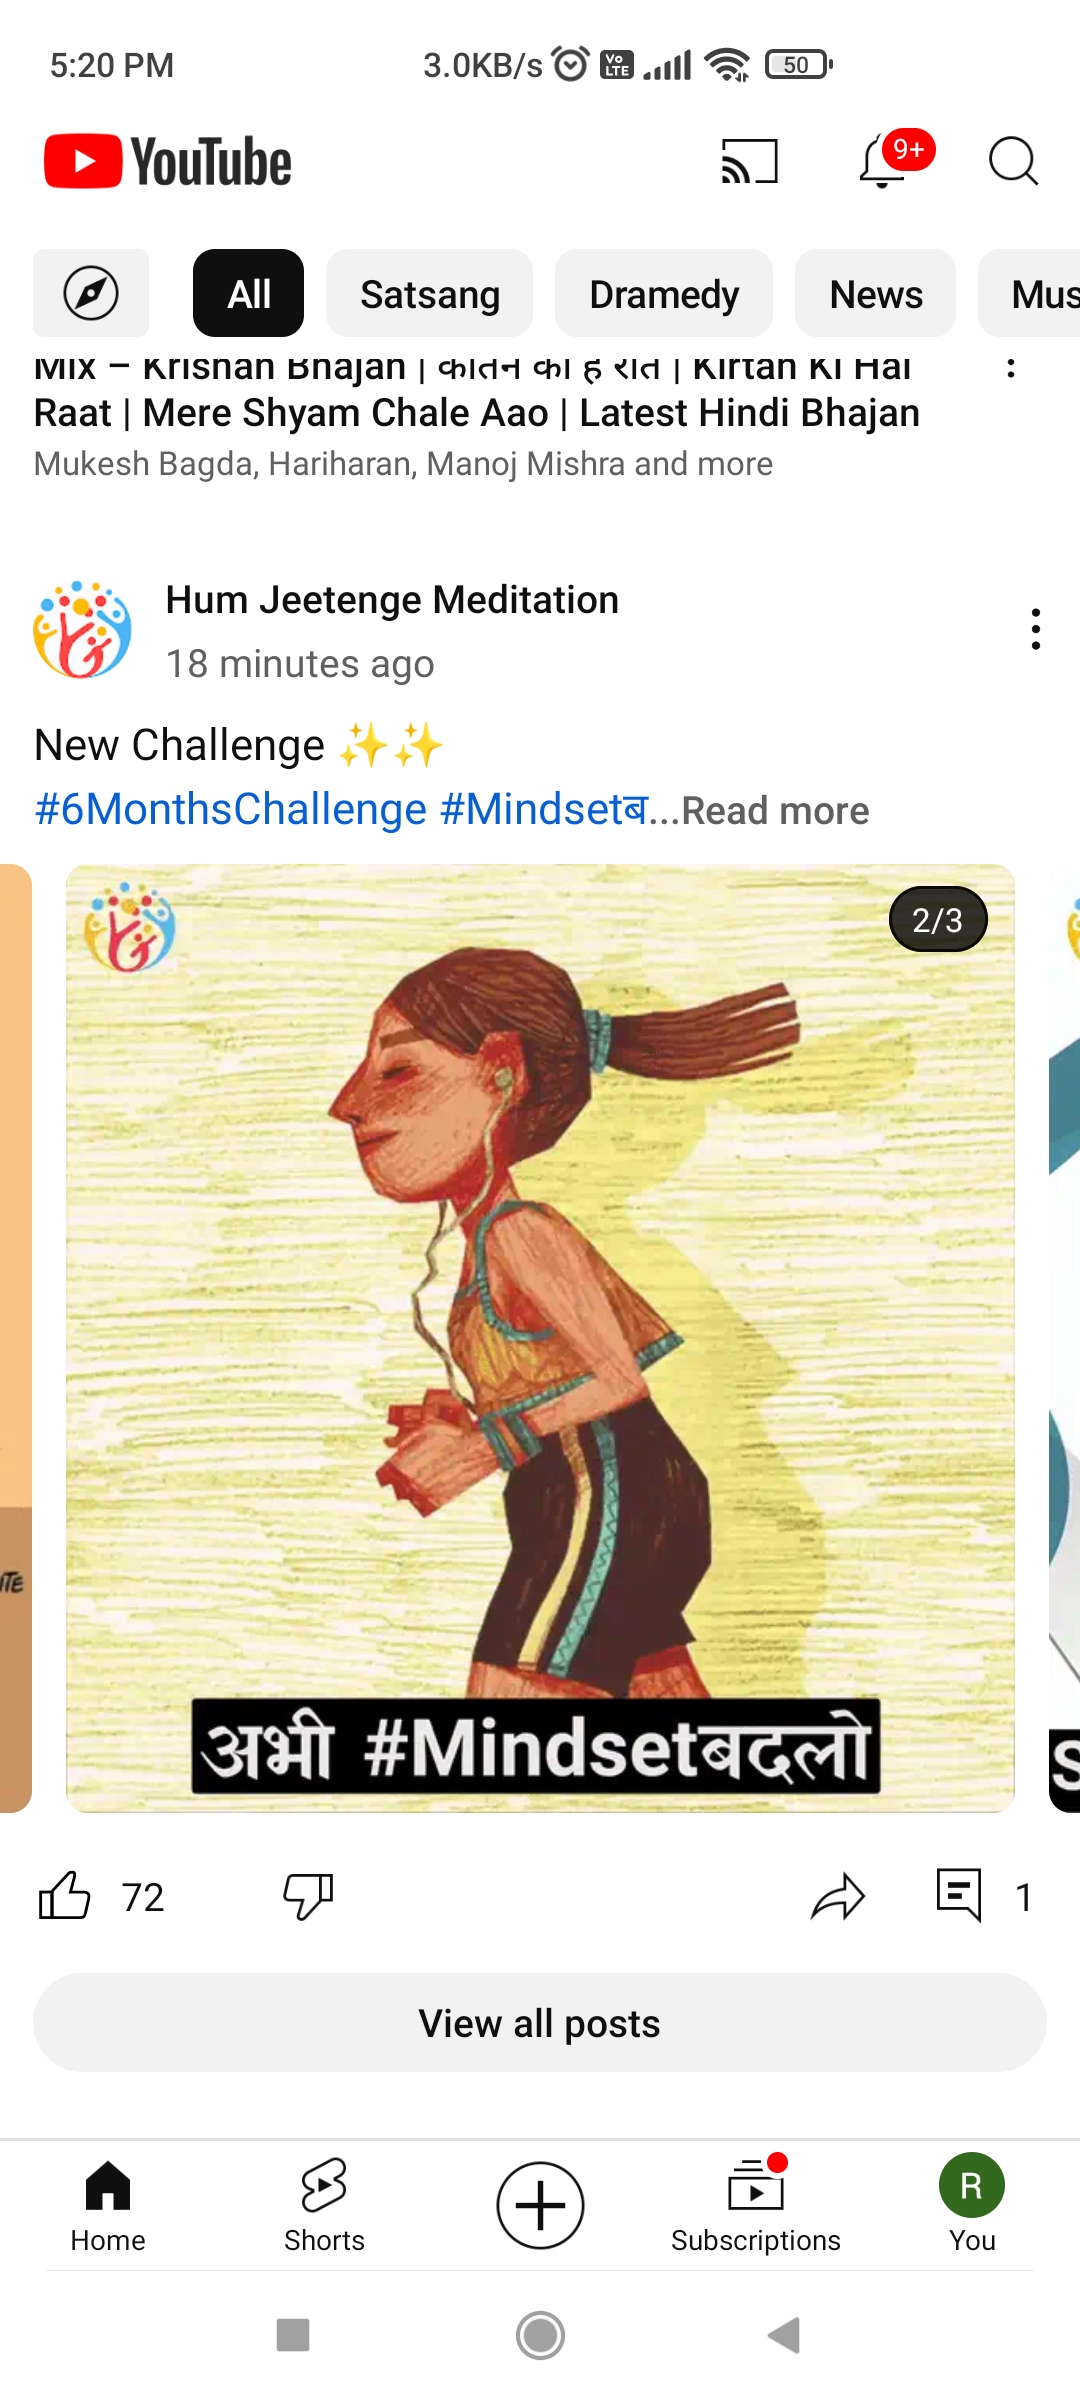 5:20 PM 3.0KB/s Vo LTE 50
YouTube 9+
All Satsang Dramedy News Mus
Mix – Krishan Bhajan | की है रात | Kirtan Ki Hai
Raat | Mere Shyam Chale Aao | Latest Hindi Bhajan
Mukesh Bagda, Hariharan, Manoj Mishra and more
Hum Jeetenge Meditation
18 minutes ago
New Challenge ✨✨
#6MonthsChallenge #Mindsetब...Read more
2/3
ITE
अभी #Mindsetबदलो
S
72 1
View all posts
Home Shorts Subscriptions R You